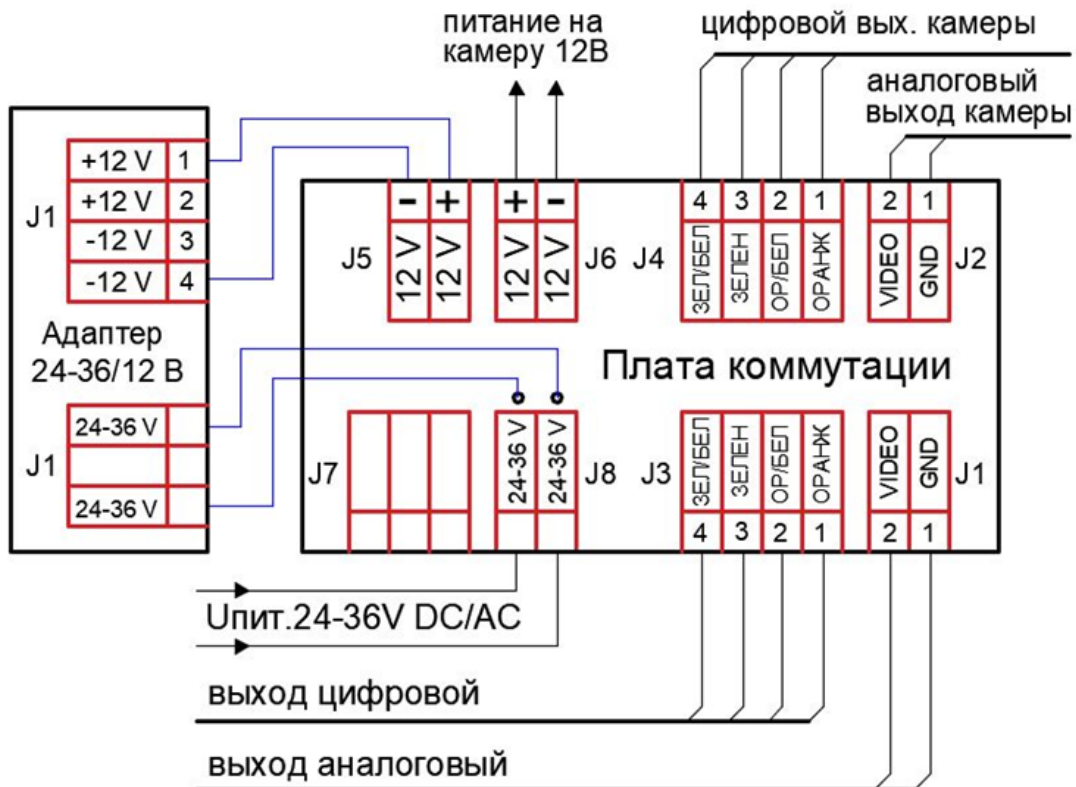 питание на
камеру 12В
цифровой вых. камеры
аналоговый
выход камеры
J1
+12 V 1
+12 V 2
-12 V 3
-12 V 4
Адаптер
24-36/12 В
J1
24-36 V
24-36 V
J5
- +
12 V 12 V
+ -
12 V 12 V
J6
J4
4 3 2 1
ЗЕЛ/БЕЛ ЗЕЛЕН ОР/БЕЛ ОРАНЖ
2 1
VIDEO GND
J2
Плата коммутации
J7
24-36 V 24-36 V
J8
J3
ЗЕЛ/БЕЛ ЗЕЛЕН ОР/БЕЛ ОРАНЖ
4 3 2 1
VIDEO GND
2 1
J1
Uпит.24-36V DC/AC
выход цифровой
выход аналоговый